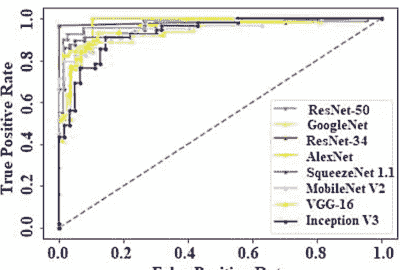 True Positive Rate
1.0
0.8
0.6
0.4
0.2
0.0
ResNet-50
GoogleNet
ResNet-34
AlexNet
SqueezeNet 1.1
MobileNet V2
VGG-16
Inception V3
0.0 0.2 0.4 0.6 0.8 1.0